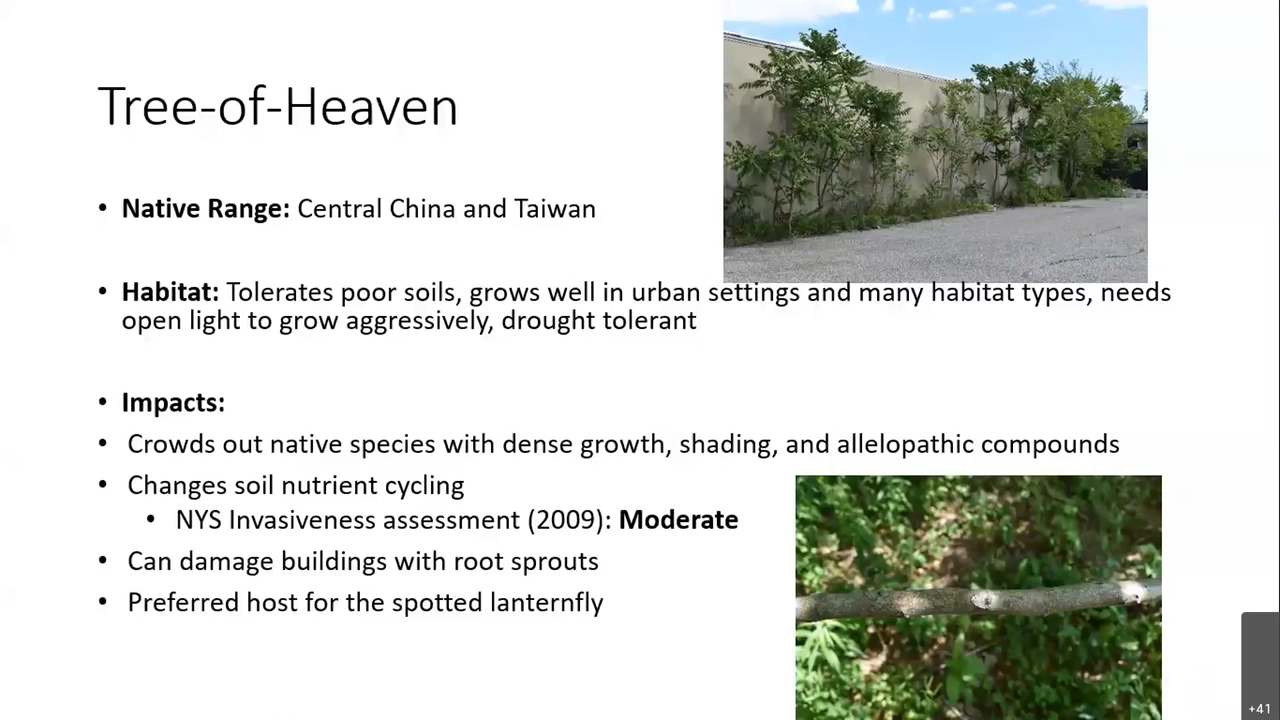 Tree-of-Heaven
• Native Range: Central China and Taiwan
• Habitat: Tolerates poor soils, grows well in urban settings and many habitat types, needs
open light to grow aggressively, drought tolerant
• Impacts:
• Crowds out native species with dense growth, shading, and allelopathic compounds
• Changes soil nutrient cycling
• NYS Invasiveness assessment (2009): Moderate
• Can damage buildings with root sprouts
• Preferred host for the spotted lanternfly
+41